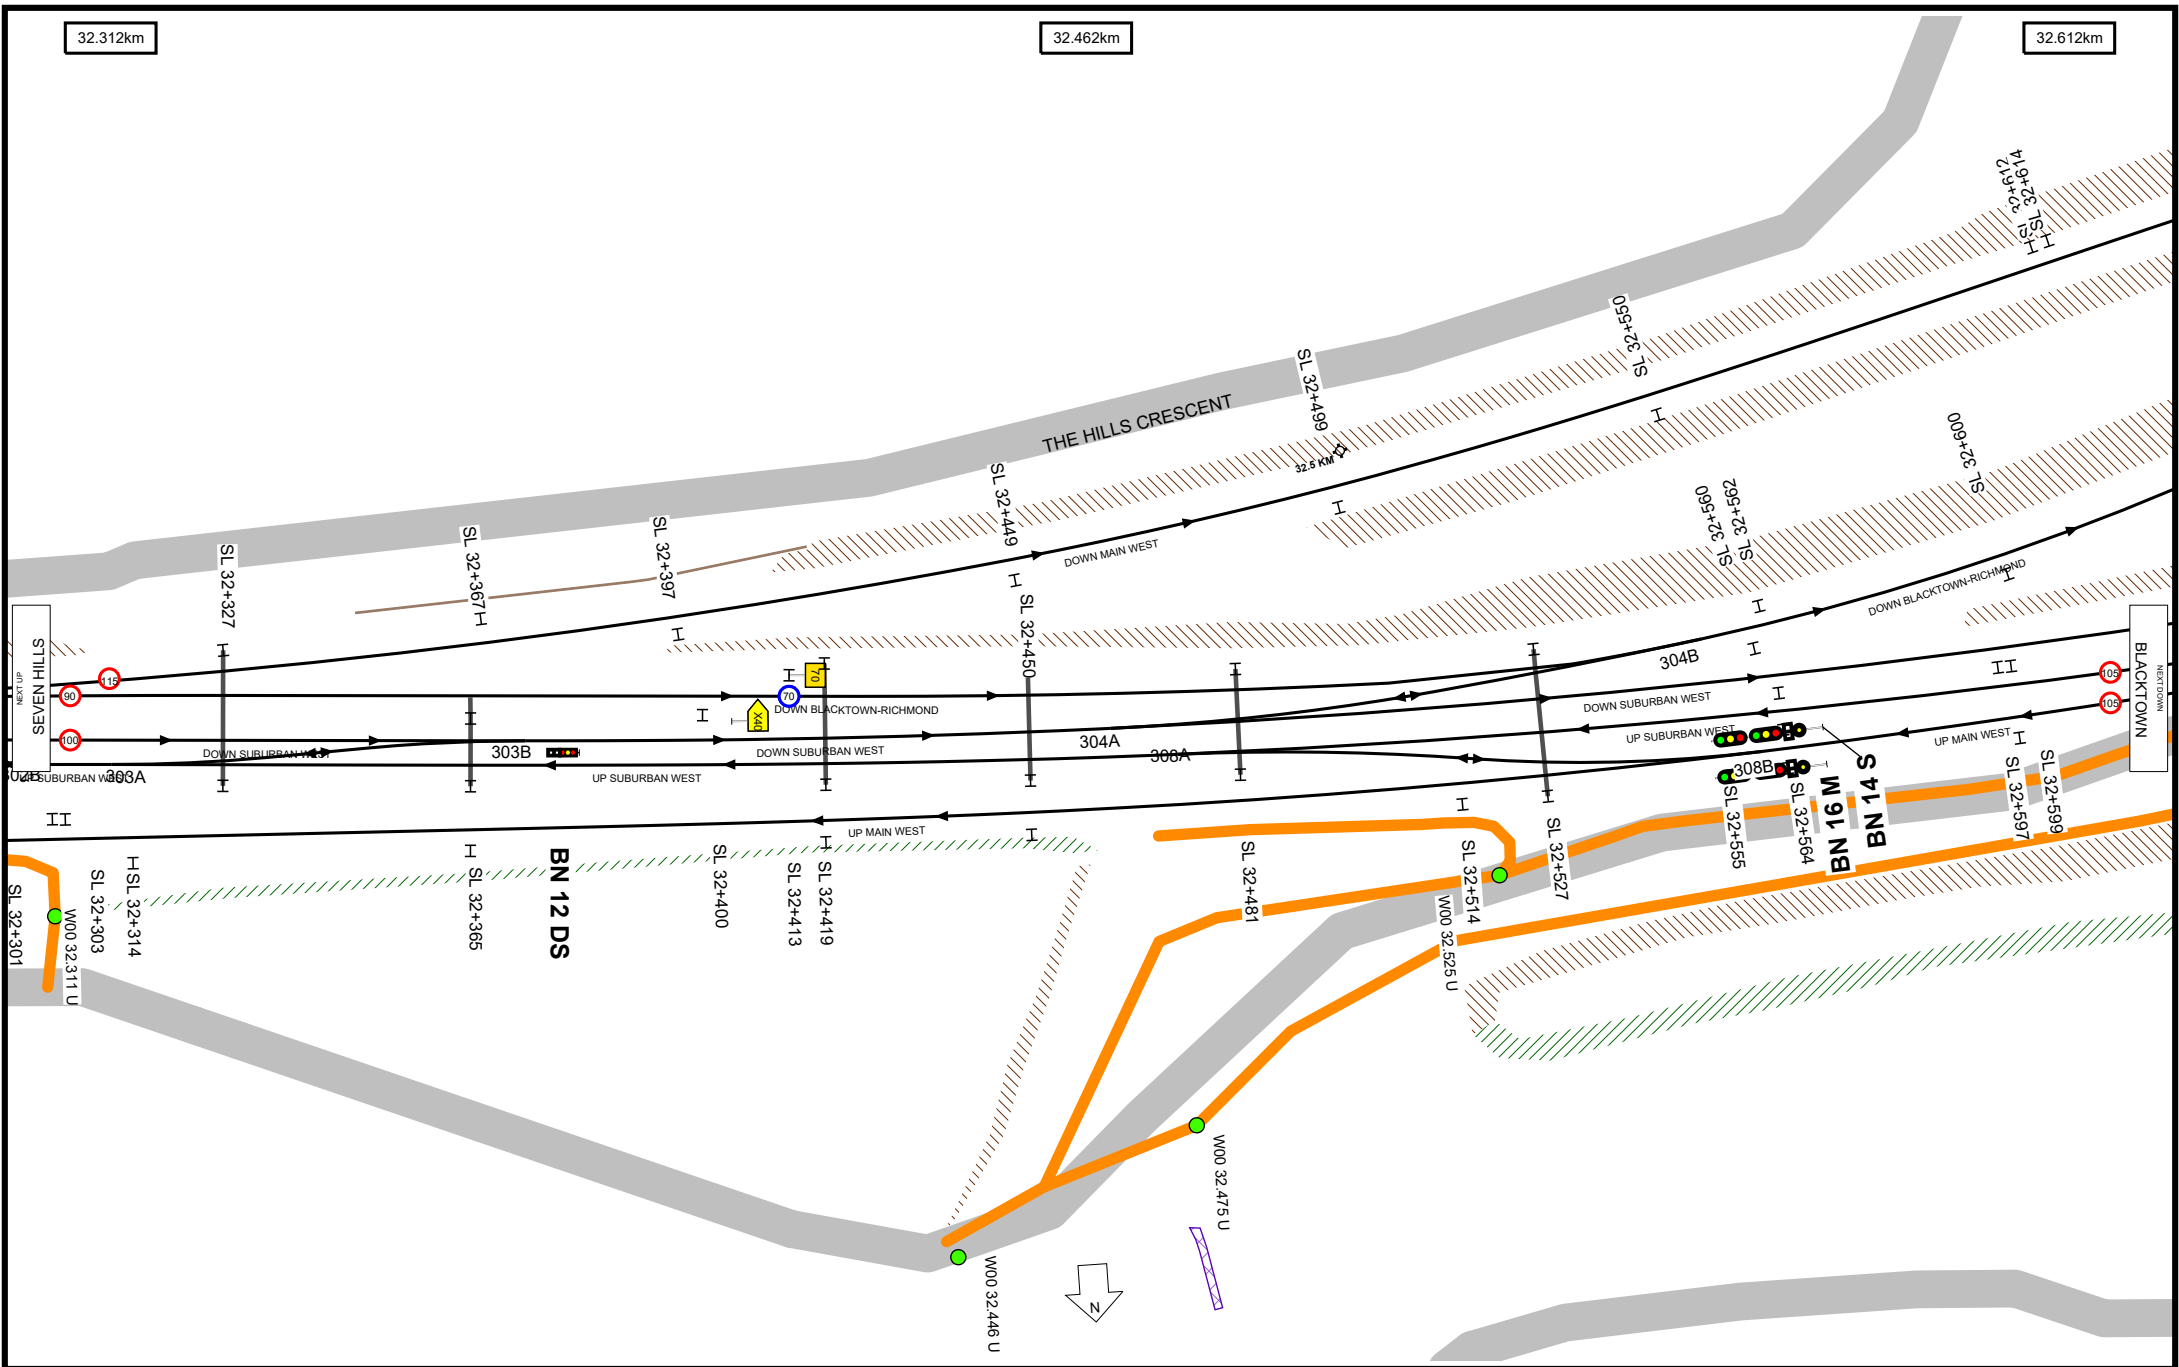 32.312km
32.462km
32.612km
SL 32+612
SL 32+614
SL 32+550
SL 32+499
THE HILLS CRESCENT
32.5 KM
SL 32+600
SL 32+449
SL 32+560
SL 32+562
SL 32+327
SL 32+367
SL 32+397
DOWN MAIN WEST
DOWN BLACKTOWN-RICHMOND
SL 32+450
NEXT UP
SEVEN HILLS
BLACKTOWN
NEXT DOWN
115
90
70
70
X40
DOWN BLACKTOWN-RICHMOND
304B
DOWN SUBURBAN WEST
105
105
100
DOWN SUBURBAN WEST
303B
DOWN SUBURBAN WEST
304A
308A
UP SUBURBAN WEST
UP MAIN WEST
302B
UP SUBURBAN WEST
303A
UP SUBURBAN WEST
308B
UP MAIN WEST
BN 16 M
BN 14 S
SL 32+555
SL 32+564
SL 32+597
SL 32+599
SL 32+301
W00 32.311 U
SL 32+303
SL 32+314
SL 32+365
BN 12 DS
SL 32+400
SL 32+413
SL 32+419
SL 32+481
SL 32+514
W00 32.525 U
SL 32+527
W00 32.475 U
W00 32.446 U
N